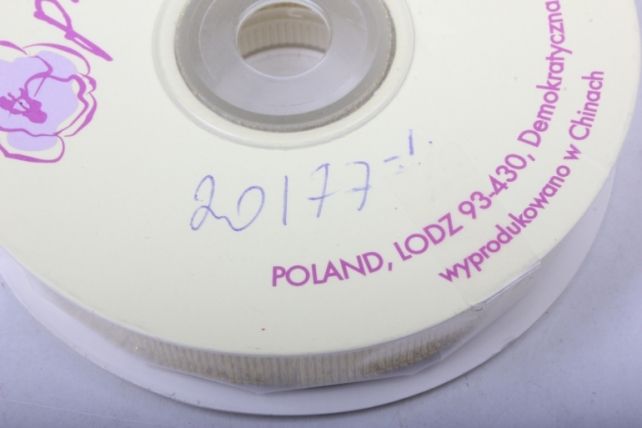 20177-1.
POLAND, LODZ 93-430, Demokratyczna
wyprodukowano w Chinach